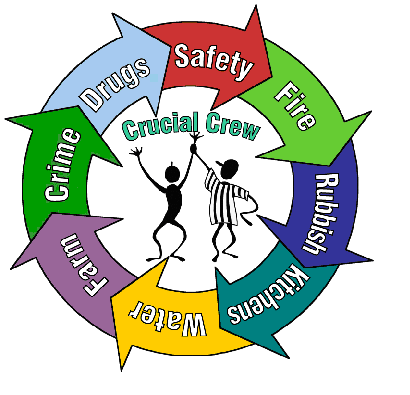 Safety
Fire
Rubbish
Kitchens
Water
Farm
Crime
Drugs
Crucial Crew